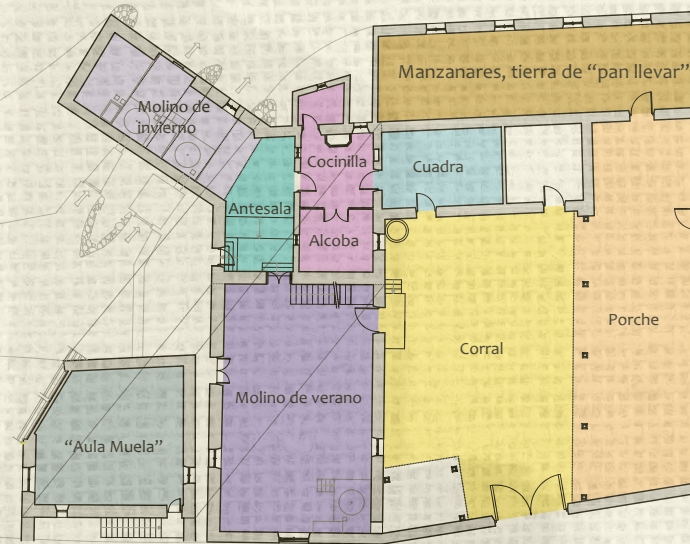 Manzanares, tierra de “pan llevar”
Molino de
invierno
Cocinilla
Cuadra
Antesala
Alcoba
Porche
Corral
Molino de verano
“Aula Muela”